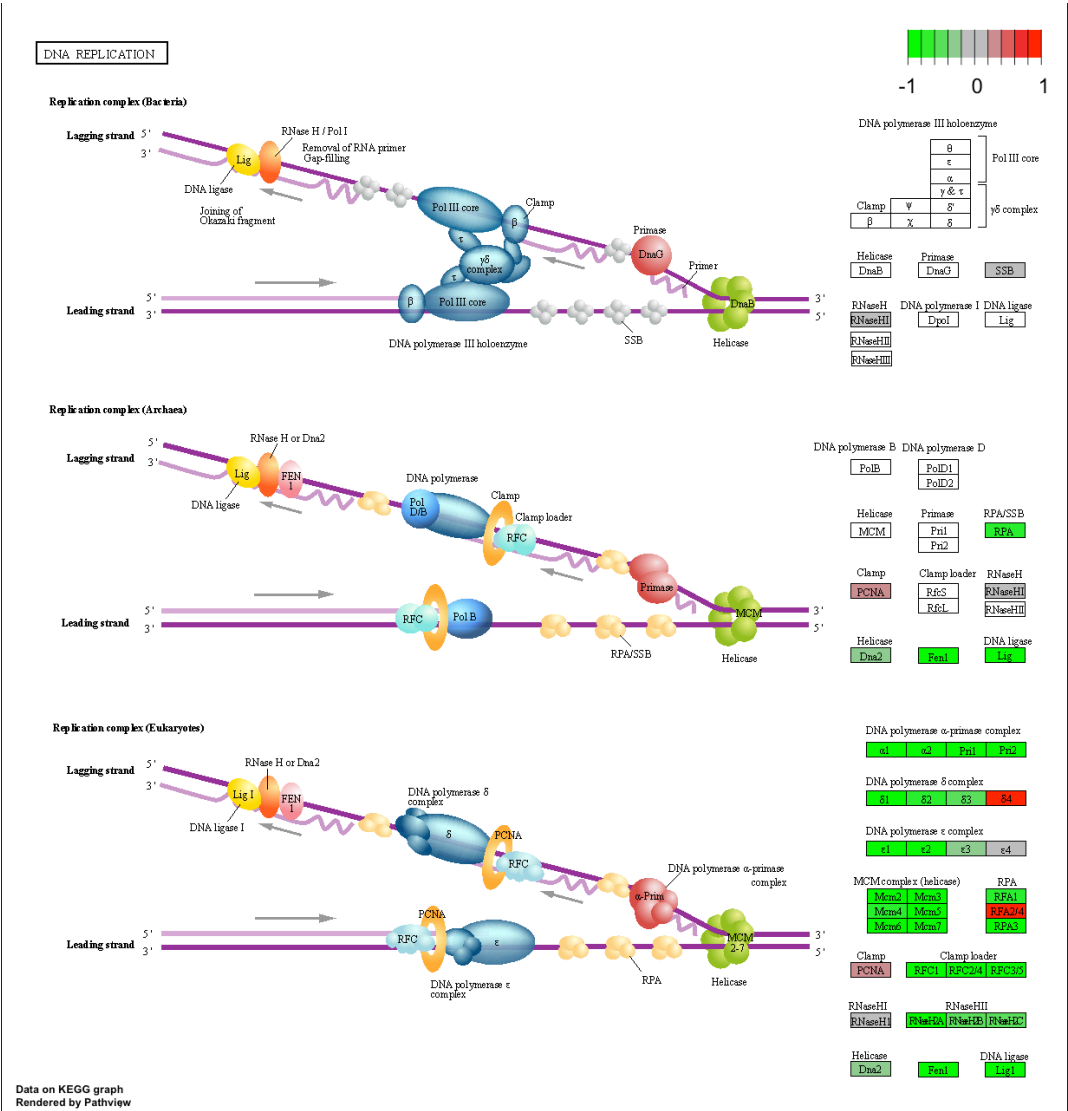 DNA REPLICATION
-1 0 1
Replication complex (Bacteria)
Lagging strand
5'
3'
RNase H / Pol I
Removal of RNA primer
Gap-filling
Lig
DNA ligase
Joining of
Okazaki fragment
Pol III core
Clamp
β
τ
γδ
complex
τ
Primase
DnaG
Primer
DnaB
5'
3'
Leading strand
β
Pol III core
3'
5'
DNA polymerase III holoenzyme
SSB
Helicase
DNA polymerase III holoenzyme
θ
ε
α
Pol III core
γ & τ
Clamp ψ δ'
β χ δ
γδ complex
Helicase Primase
DnaB DnaG SSB
RNaseH DNA polymerase I DNA ligase
RNaseHI DpoI Lig
RNaseHII
RNaseHIII
Replication complex (Archaea)
Lagging strand
5'
3'
RNase H or Dna2
Lig
FEN
1
DNA ligase
DNA polymerase
Pol
D/B
Clamp
Clamp loader
RFC
Primase
MCM
Leading strand
5'
3'
RFC
Pol B
3'
5'
RPA/SSB
Helicase
DNA polymerase B DNA polymerase D
PolB PolD1
PolD2
Helicase Primase RPA/SSB
MCM Pri1 RPA
Pri2
Clamp Clamp loader RNaseH
PCNA RfcS RNaseHI
RfcL RNaseHII
Helicase DNA ligase
Dna2 Fen1 Lig
Replication complex (Eukaryotes)
Lagging strand
5'
3'
RNase H or Dna2
Lig I
FEN
1
DNA ligase I
DNA polymerase δ
complex
δ
PCNA
RFC
DNA polymerase α-primase
complex
α-Prim
MCM
2-7
Leading strand
5'
3'
PCNA
RFC
ε
DNA polymerase ε
complex
RPA
Helicase
3'
5'
DNA polymerase α-primase complex
α1 α2 Pri1 Pri2
DNA polymerase δ complex
δ1 δ2 δ3 δ4
DNA polymerase ε complex
ε1 ε2 ε3 ε4
MCM complex (helicase) RPA
Mcm2 Mcm3 RFA1
Mcm4 Mcm5 RFA2/4
Mcm6 Mcm7 RPA3
Clamp Clamp loader
PCNA RFC1 RFC2/4 RFC3/5
RNaseHI RNaseHII
RNaseH1 RNaseH2A RNaseH2B RNaseH2C
Helicase DNA ligase
Dna2 Fen1 Lig1
Data on KEGG graph
Rendered by Pathview